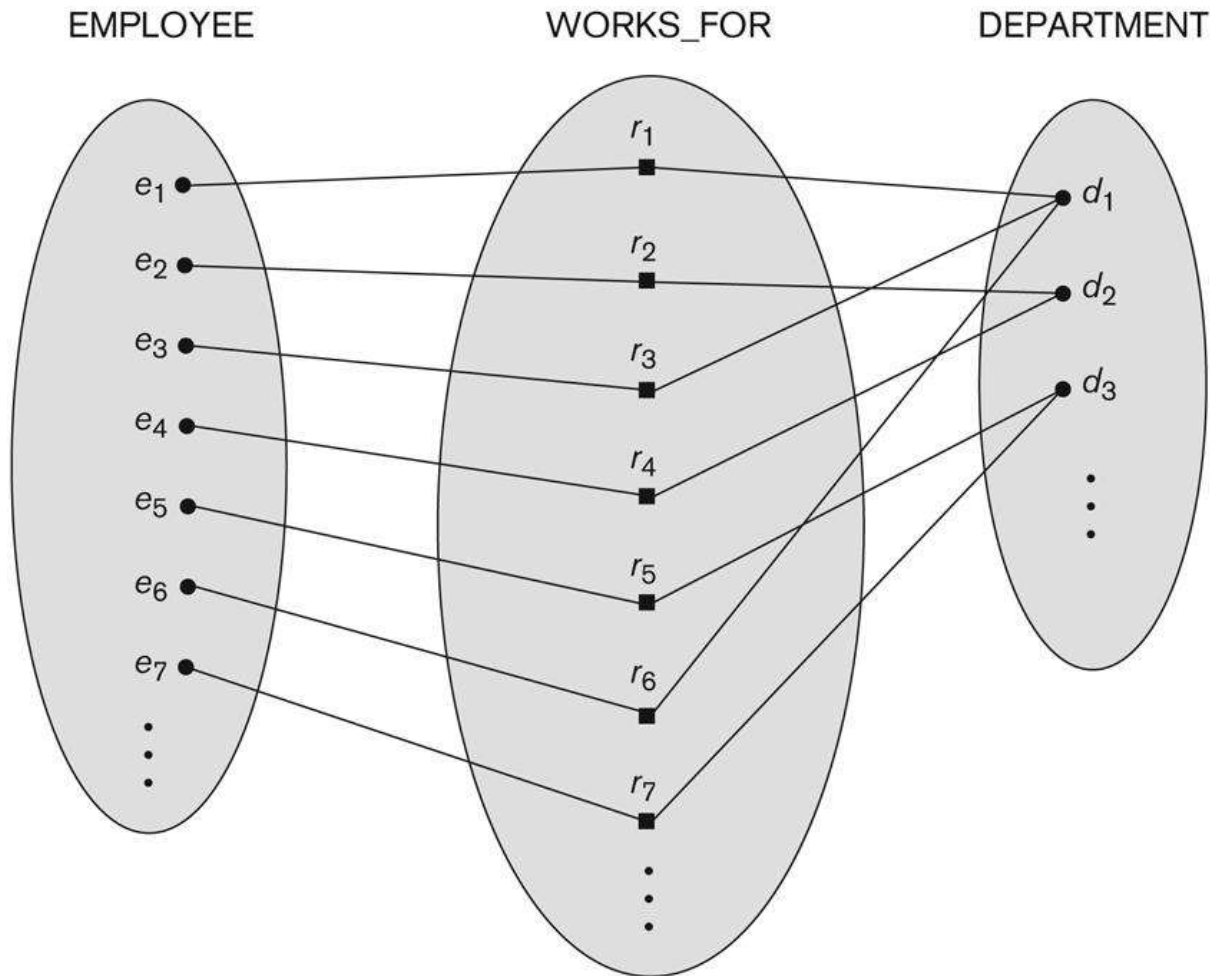 EMPLOYEE WORKS_FOR DEPARTMENT
r₁
e₁ d₁
r₂
e₂ d₂
e₃ r₃
d₃
e₄
r₄
e₅
r₅
e₆
e₇ r₆
r₇